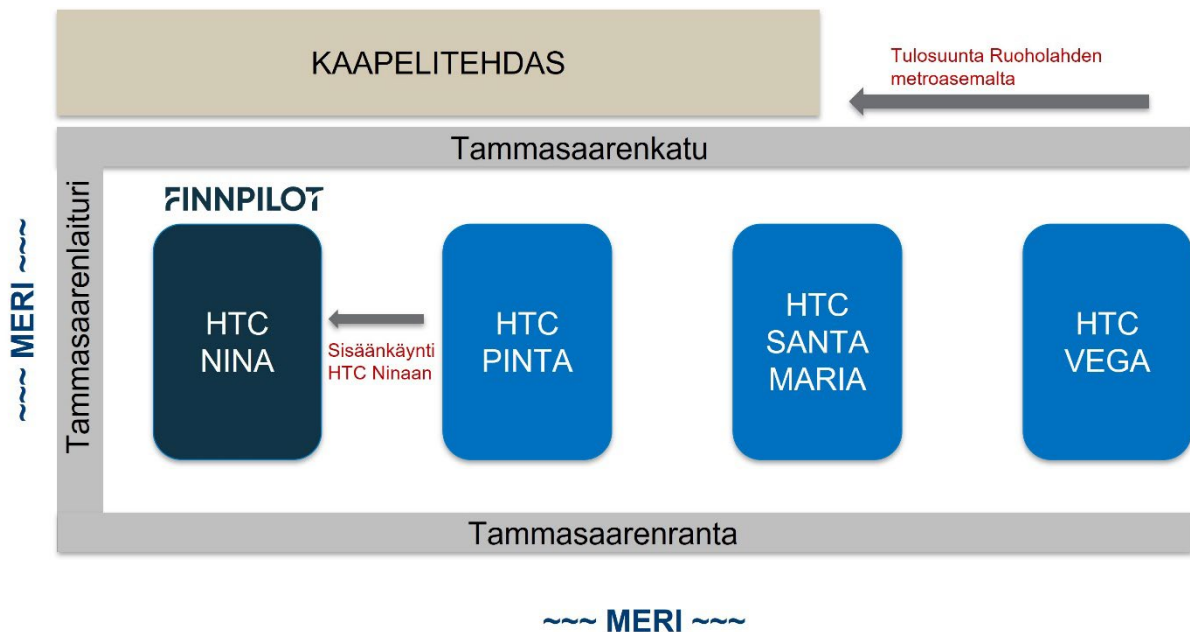 KAAPELITEHDAS
Tulosuunta Ruoholahden
metroasemalta
Tammasaarenkatu
Tammasaarenlaituri
~~~ MERI ~~~
FINNPILOT
HTC
NINA
Sisäänkäynti
HTC Ninaan
HTC
PINTA
HTC
SANTA
MARIA
HTC
VEGA
Tammasaarenranta
~~~ MERI ~~~